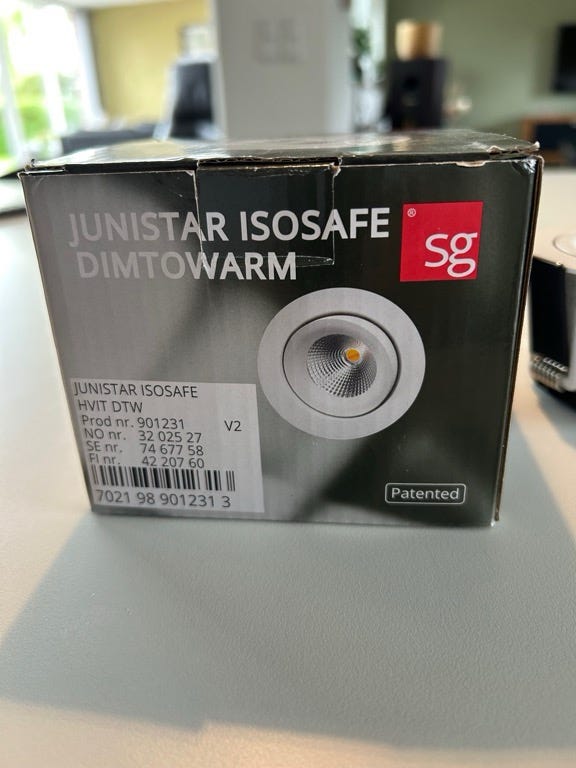 JUNISTAR ISOSAFE
DIMTOWARM
® sg
JUNISTAR ISOSAFE
HVIT DTW
Prod nr. 901231 V2
NO nr. 32 025 27
SE nr. 74 677 58
FI nr. 42 207 60
7021 98 901231 3
Patented